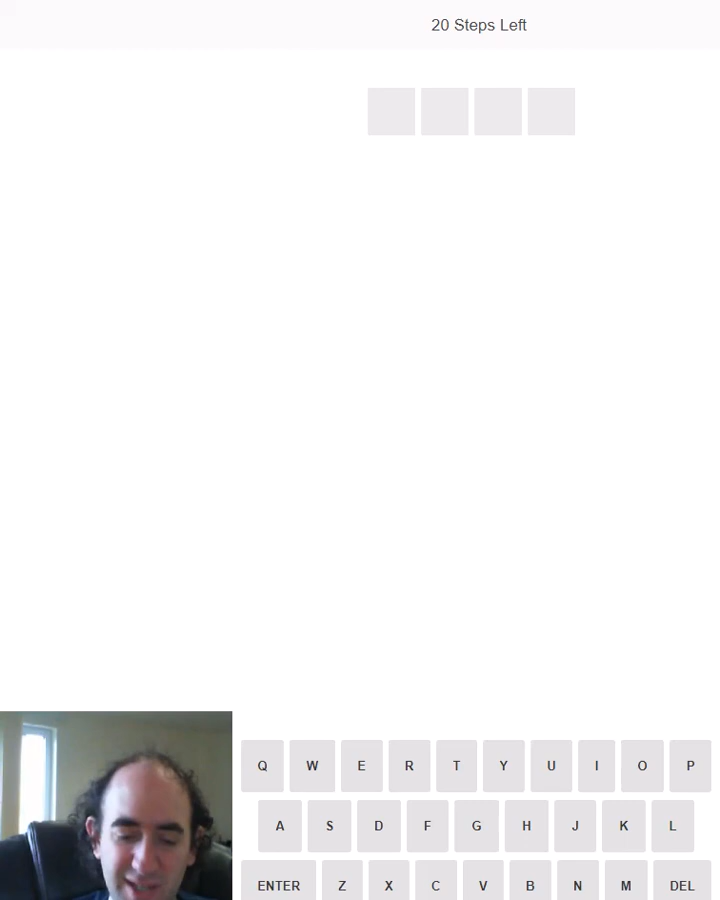 20 Steps Left
Q W E R T Y U I O P
A S D F G H J K L
ENTER Z X C V B N M DEL